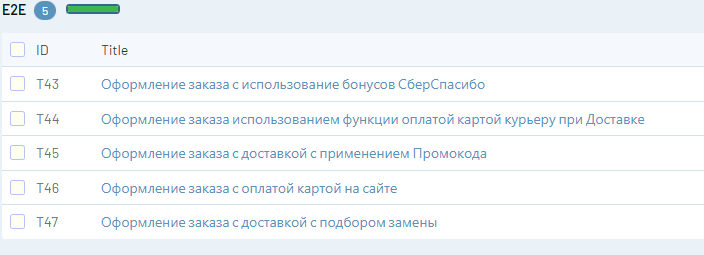 E2E 5
ID Title
T43 Оформление заказа с использование бонусов СберСпасибо
T44 Оформление заказа использованием функции оплатой картой курьеру при Доставке
T45 Оформление заказа с доставкой с применением Промокода
T46 Оформление заказа с оплатой картой на сайте
T47 Оформление заказа с доставкой с подбором замены